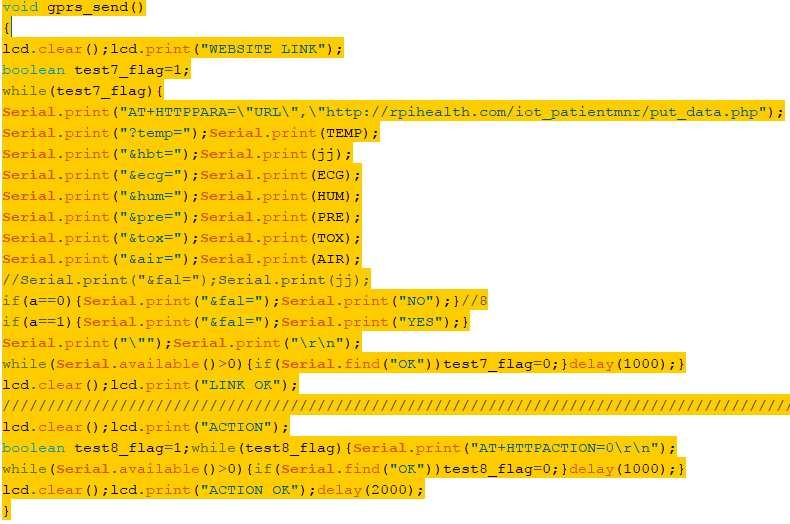 void gprs_send()
{
lcd.clear();lcd.print("WEBSITE LINK");
boolean test7_flag=1;
while(test7_flag){
Serial.print("AT+HTTPPARA=\"URL\",\"http://rpihealth.com/iot_patientmnr/put_data.php");
Serial.print("?temp=");Serial.print(TEMP);
Serial.print("&hbt=");Serial.print(jj);
Serial.print("&ecg=");Serial.print(ECG);
Serial.print("&hum=");Serial.print(HUM);
Serial.print("&pre=");Serial.print(PRE);
Serial.print("&tox=");Serial.print(TOX);
Serial.print("&air=");Serial.print(AIR);
//Serial.print("&fal=");Serial.print(jj);
if(a==0){Serial.print("&fal=");Serial.print("NO");}//8
if(a==1){Serial.print("&fal=");Serial.print("YES");}
Serial.print("\"");Serial.print("\r\n");
while(Serial.available()>0){if(Serial.find("OK"))test7_flag=0;}delay(1000);}
lcd.clear();lcd.print("LINK OK");
////////////////////////////////////////////////////////////////////////////////////////
lcd.clear();lcd.print("ACTION");
boolean test8_flag=1;while(test8_flag){Serial.print("AT+HTTPACTION=0\r\n");
while(Serial.available()>0){if(Serial.find("OK"))test8_flag=0;}delay(1000);}
lcd.clear();lcd.print("ACTION OK");delay(2000);
}